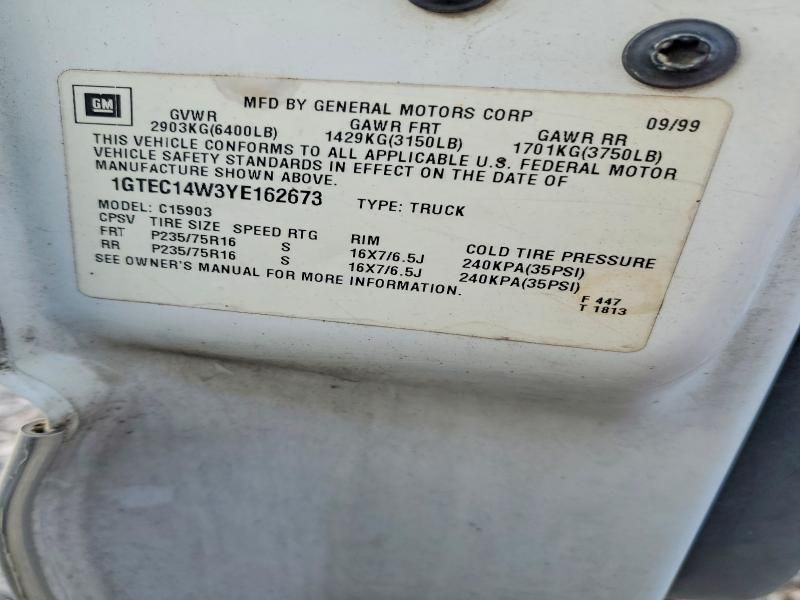 GM
MFD BY GENERAL MOTORS CORP 09/99
GVWR GAWR FRT GAWR RR
2903KG(6400LB) 1429KG(3150LB) 1701KG(3750LB)
THIS VEHICLE CONFORMS TO ALL APPLICABLE U.S. FEDERAL MOTOR
VEHICLE SAFETY STANDARDS IN EFFECT ON THE DATE OF
MANUFACTURE SHOWN ABOVE.
1GTEC14W3YE162673 TYPE: TRUCK
MODEL: C15903
CPSV TIRE SIZE SPEED RTG RIM COLD TIRE PRESSURE
FRT P235/75R16 S 16X7/6.5J 240KPA(35PSI)
RR P235/75R16 S 16X7/6.5J 240KPA(35PSI)
SEE OWNER'S MANUAL FOR MORE INFORMATION.
F 447
T 1813